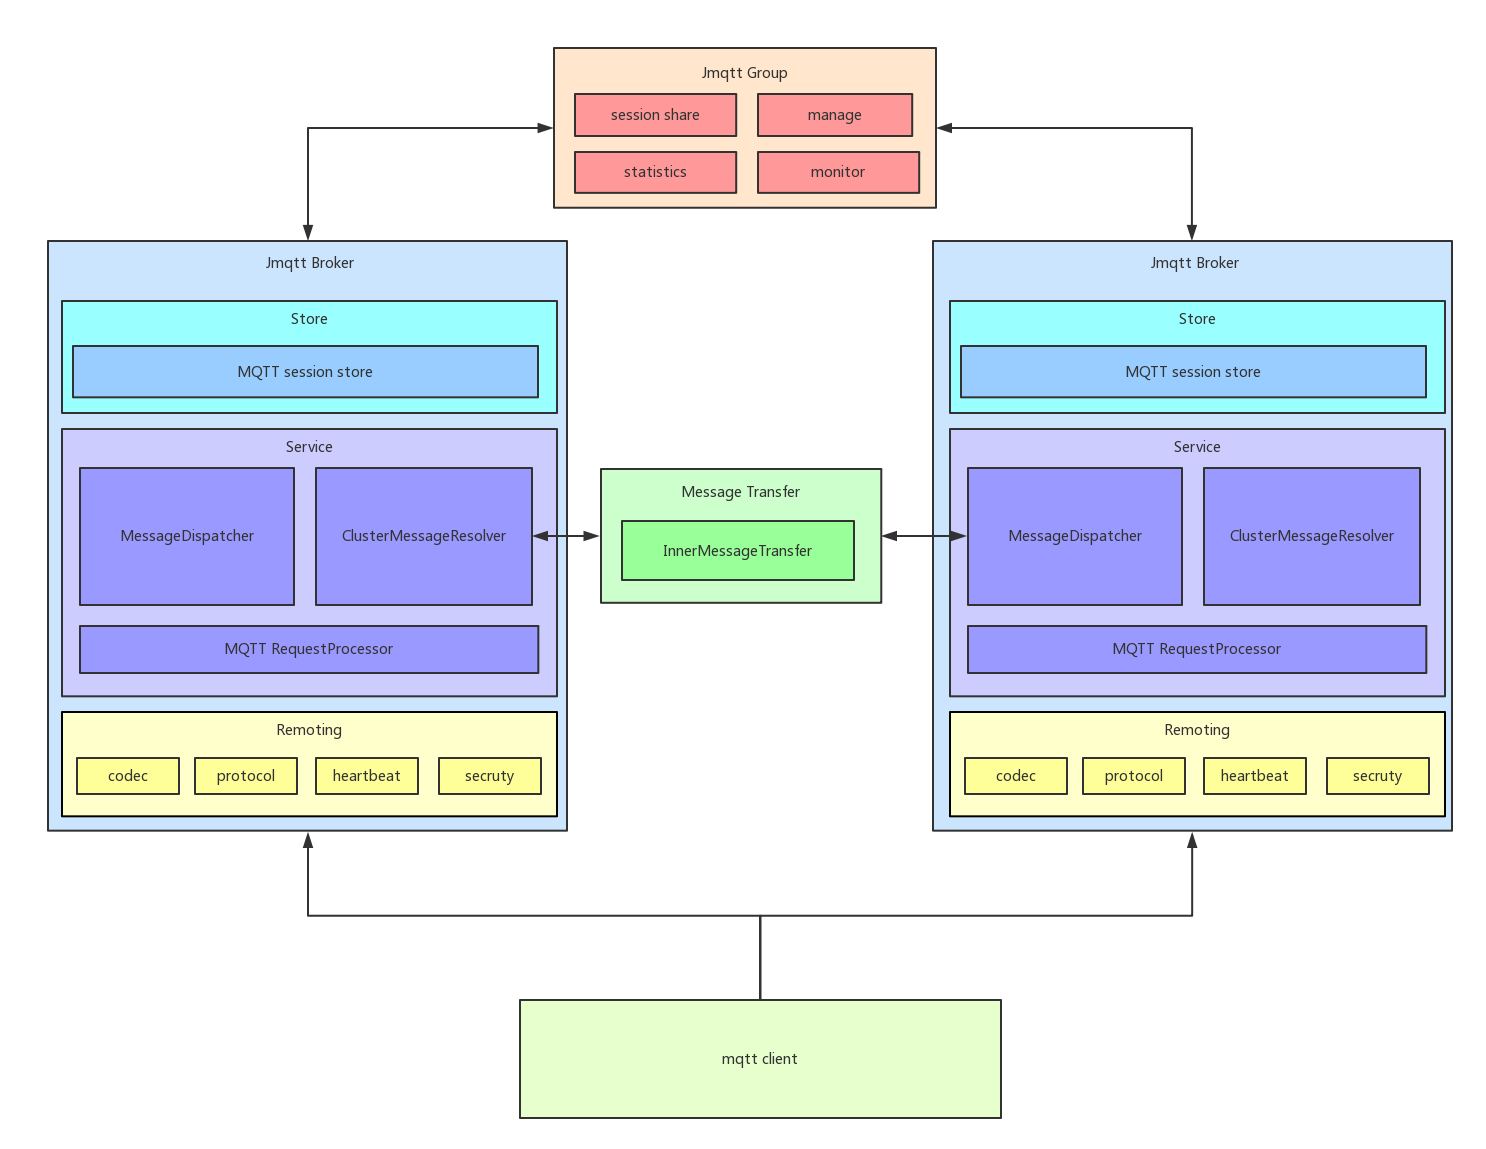 Jmqtt Group
session share
manage
statistics
monitor
Jmqtt Broker
Store
MQTT session store
Service
MessageDispatcher
ClusterMessageResolver
MQTT RequestProcessor
Remoting
codec
protocol
heartbeat
secruty
Message Transfer
InnerMessageTransfer
Jmqtt Broker
Store
MQTT session store
Service
MessageDispatcher
ClusterMessageResolver
MQTT RequestProcessor
Remoting
codec
protocol
heartbeat
secruty
mqtt client